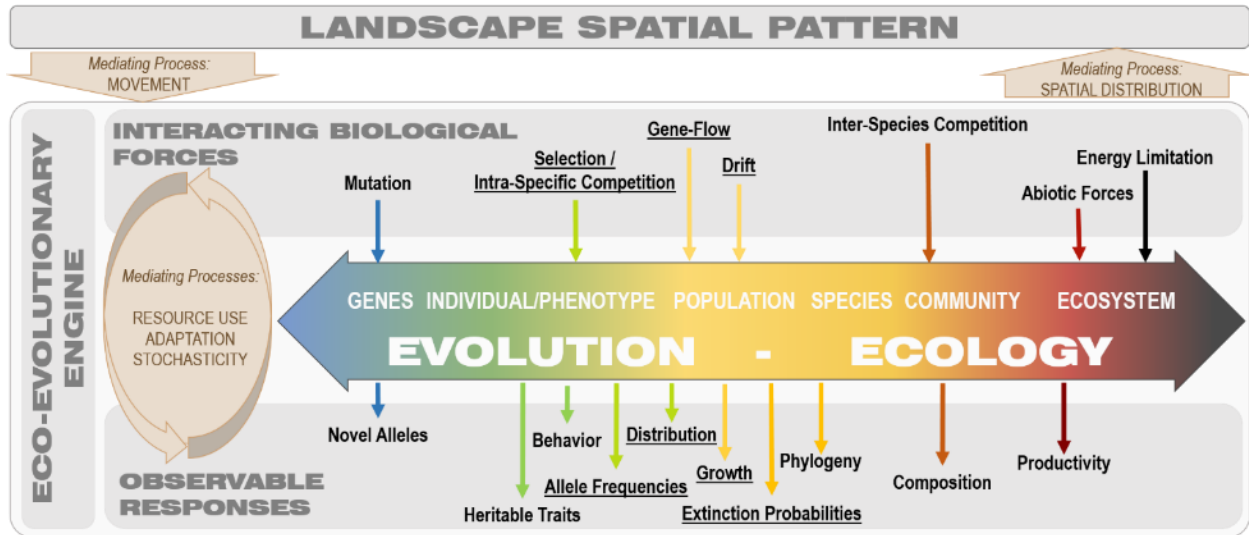 LANDSCAPE SPATIAL PATTERN
Mediating Process:
MOVEMENT
Mediating Process:
SPATIAL DISTRIBUTION
ECO-EVOLUTIONARY
ENGINE
INTERACTING BIOLOGICAL
FORCES
Mutation
Selection /
Intra-Specific Competition
Gene-Flow
Drift
Inter-Species Competition
Abiotic Forces
Energy Limitation
Mediating Processes:
RESOURCE USE
ADAPTATION
STOCHASTICITY
GENES INDIVIDUAL/PHENOTYPE POPULATION SPECIES COMMUNITY ECOSYSTEM
EVOLUTION - ECOLOGY
OBSERVABLE
RESPONSES
Novel Alleles
Heritable Traits
Behavior
Allele Frequencies
Distribution
Growth
Extinction Probabilities
Phylogeny
Composition
Productivity